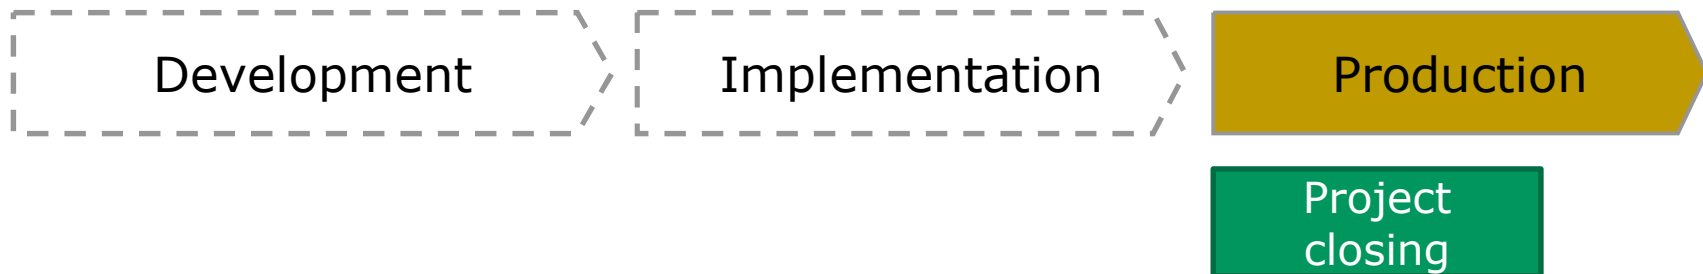 Development
Implementation
Production
Project
closing